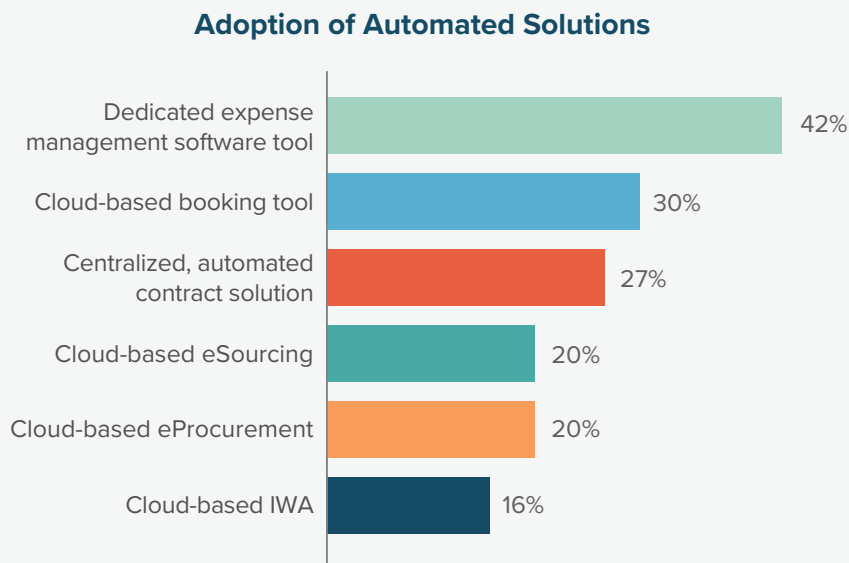 Adoption of Automated Solutions
Dedicated expense
management software tool
42%
Cloud-based booking tool
30%
Centralized, automated
contract solution
27%
Cloud-based eSourcing
20%
Cloud-based eProcurement
20%
Cloud-based IWA
16%